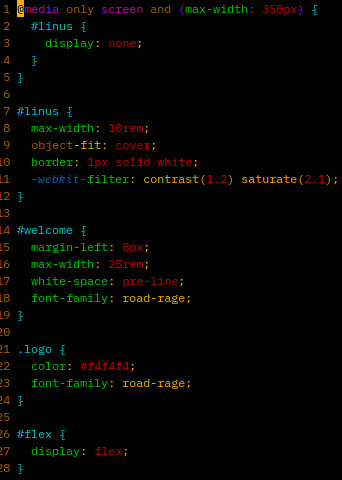 1 @media only screen and (max-width: 350px) {
2   #linus {
3     display: none;
4   }
5 }
6
7 #linus {
8   max-width: 10rem;
9   object-fit: cover;
10   border: 1px solid white;
11   -webkit-filter: contrast(1.2) saturate(2.1);
12 }
13
14 #welcome {
15   margin-left: 8px;
16   max-width: 25rem;
17   white-space: pre-line;
18   font-family: road-rage;
19 }
20
21 .logo {
22   color: #f4f4f4;
23   font-family: road-rage;
24 }
25
26 #flex {
27   display: flex;
28 }